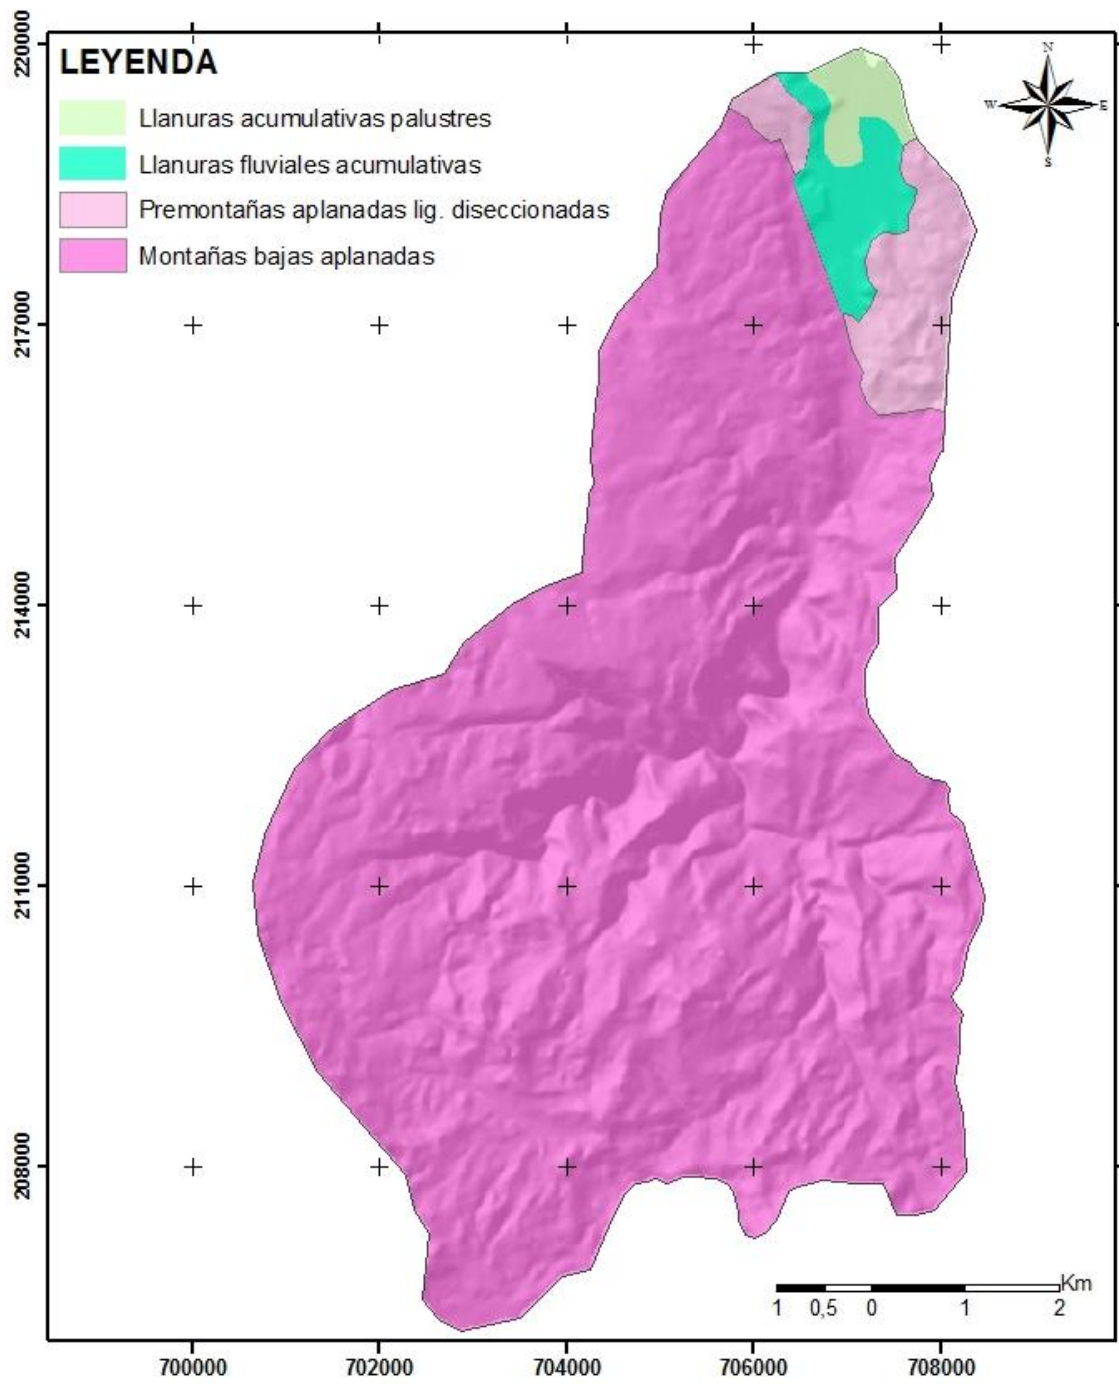 LEYENDA
Llanuras acumulativas palustres
Llanuras fluviales acumulativas
Premontañas aplanadas lig. diseccionadas
Montañas bajas aplanadas
N
W
E
S
220000
217000
214000
211000
208000
Km
1 0,5 0 1 2
700000 702000 704000 706000 708000